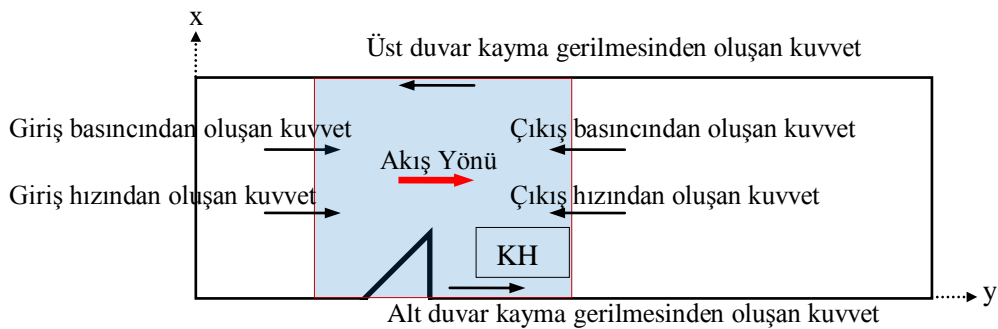 x
Üst duvar kayma gerilmesinden oluşan kuvvet
Giriş basıncından oluşan kuvvet
Çıkış basıncından oluşan kuvvet
Akış Yönü
Giriş hızından oluşan kuvvet
Çıkış hızından oluşan kuvvet
KH
y
Alt duvar kayma gerilmesinden oluşan kuvvet